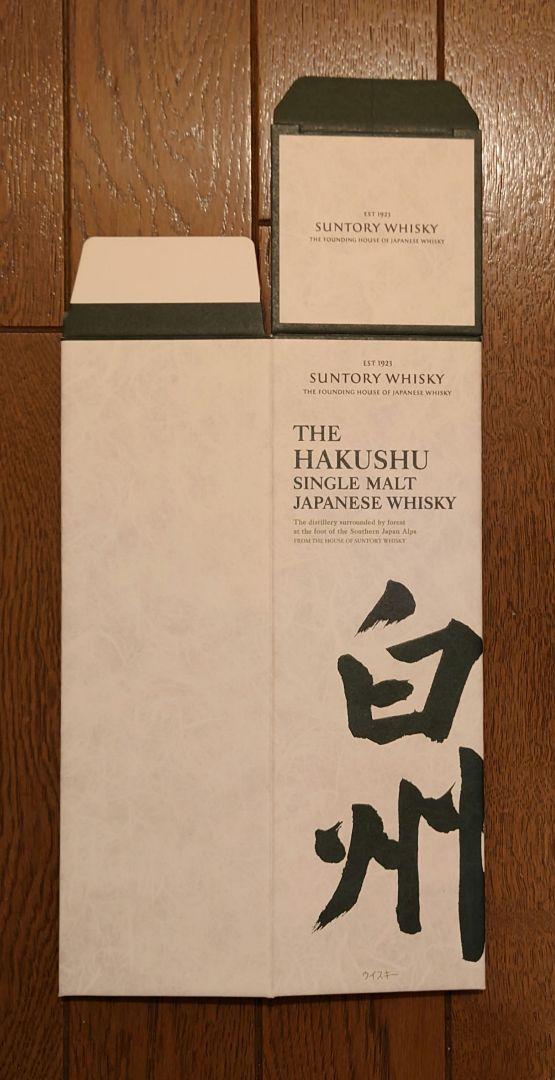 EST 1923
SUNTORY WHISKY
THE FOUNDING HOUSE OF JAPANESE WHISKY
EST 1923
SUNTORY WHISKY
THE FOUNDING HOUSE OF JAPANESE WHISKY
THE
HAKUSHU
SINGLE MALT
JAPANESE WHISKY
The distillery surrounded by forest
at the foot of the Southern Japan Alps
FROM THE HOUSE OF SUNTORY WHISKY
白州
ウイスキー